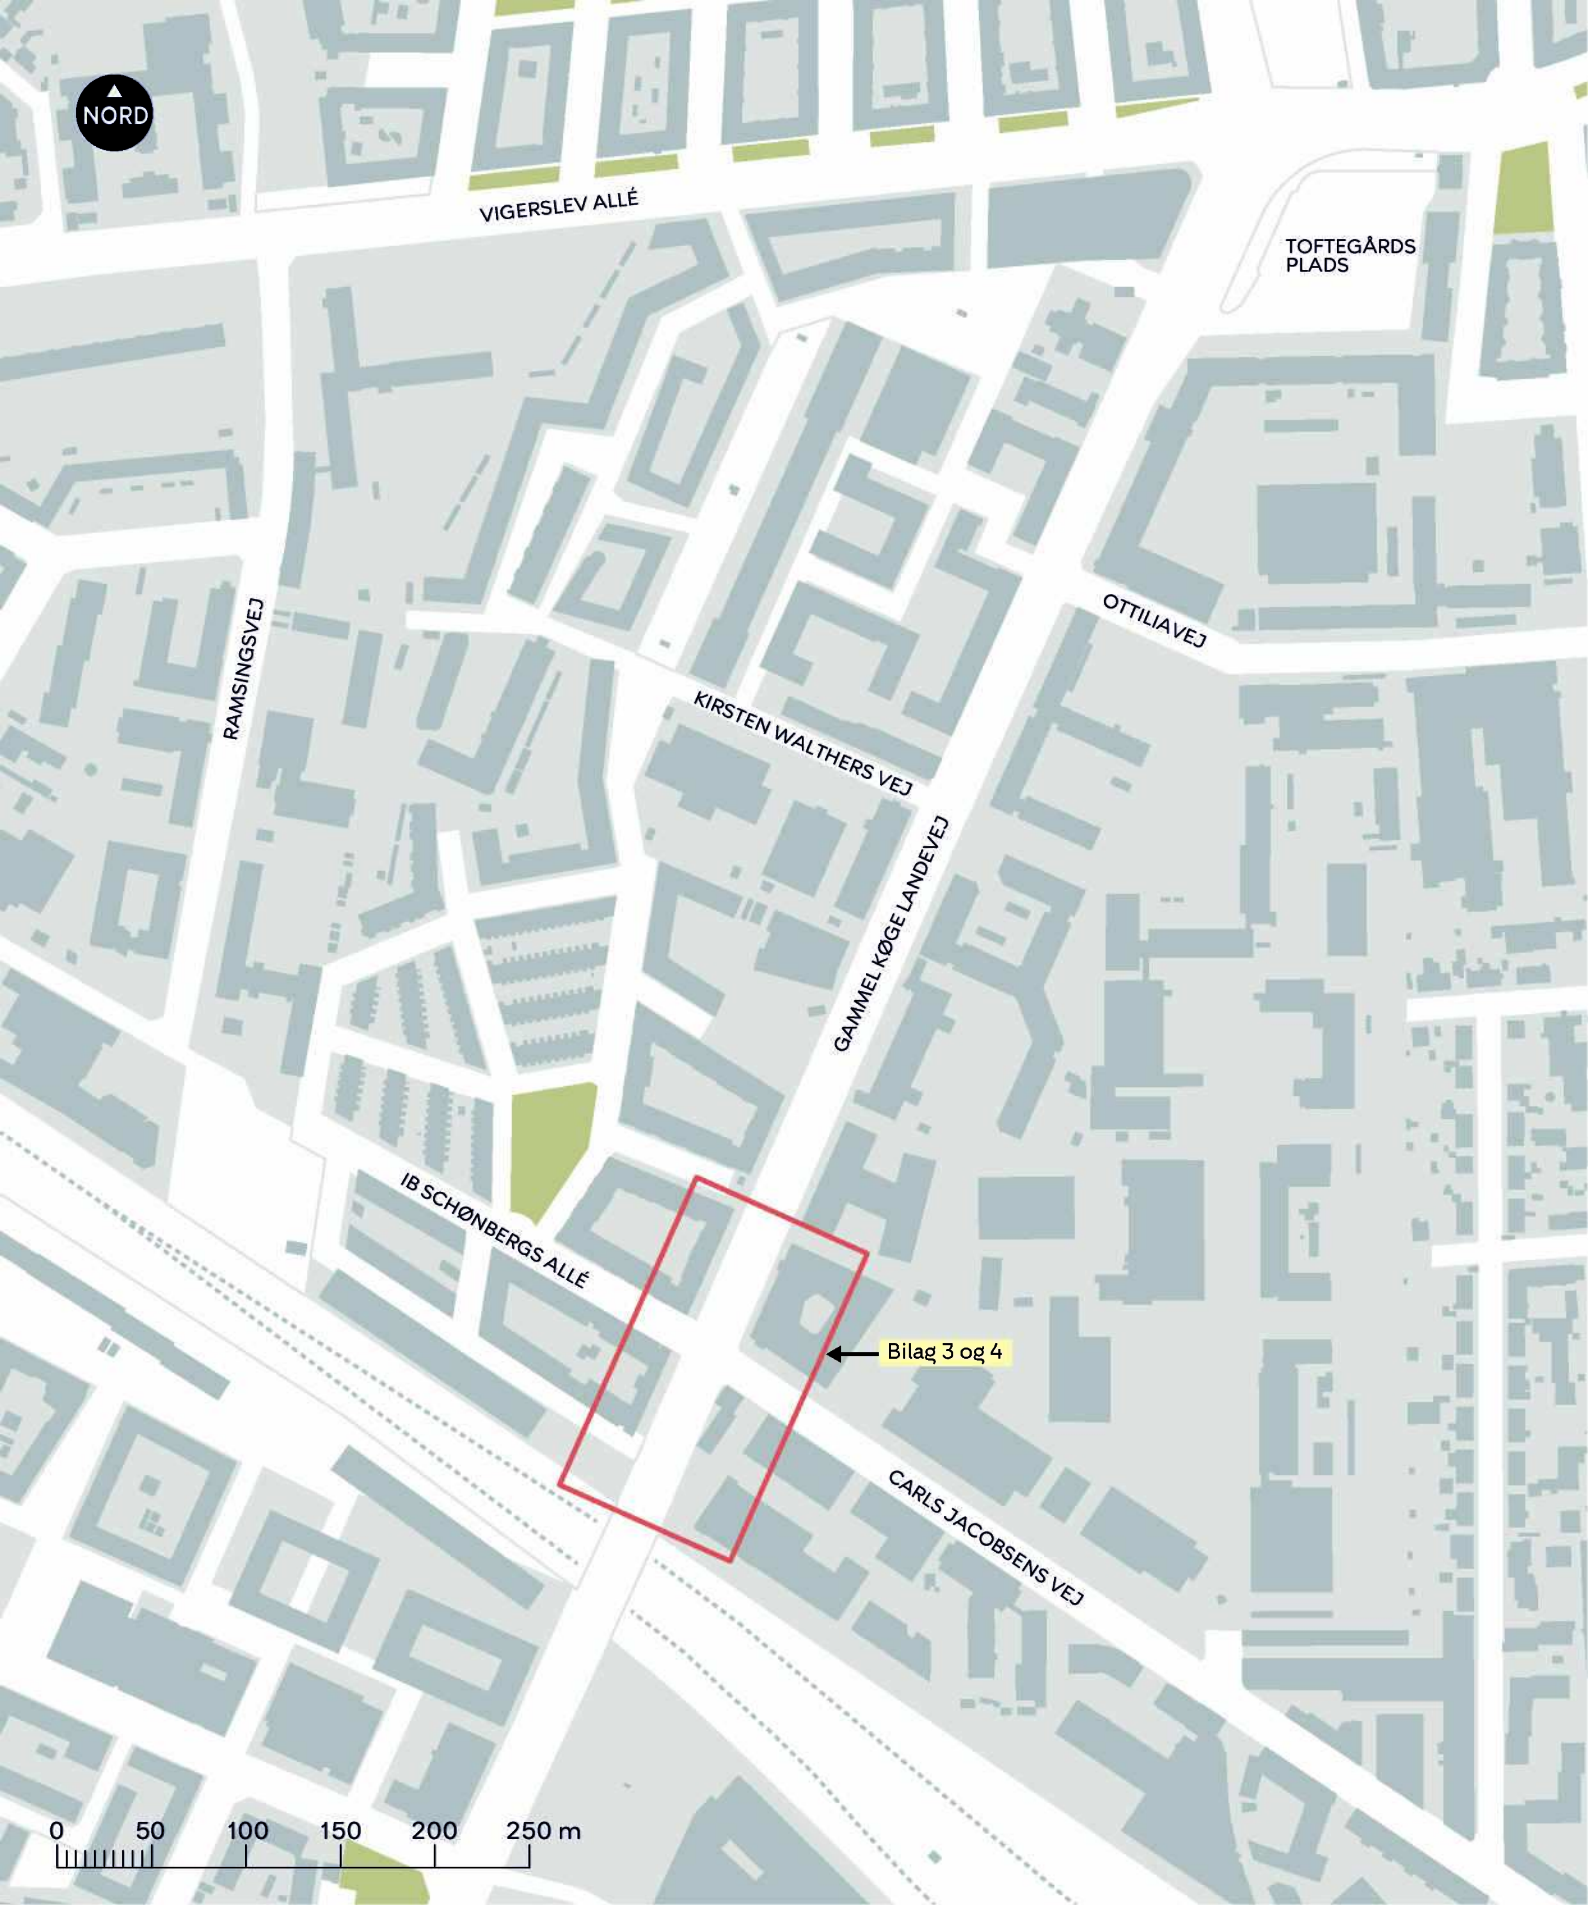 NORD
VIGERSLEV ALLÉ
TOFTEGÅRDS
PLADS
OTTILIAVEJ
RAMSINGSVEJ
KIRSTEN WALTHERS VEJ
GAMMEL KØGE LANDEVEJ
IB SCHØNBERGS ALLÉ
Bilag 3 og 4
CARLS JACOBSENS VEJ
0 50 100 150 200 250 m